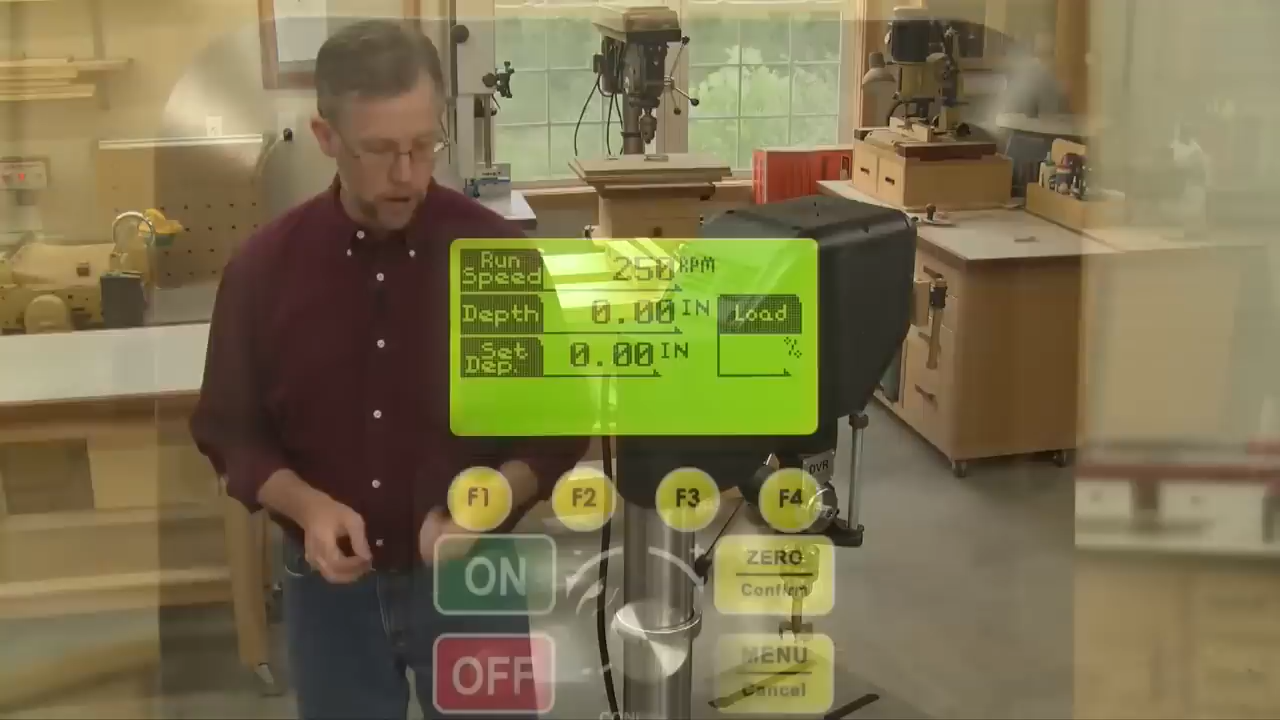 Run
Speed 250 RPM
Depth 0.00 IN Load
Set
Dep. 0.00 IN %
F1 F2 F3 F4
DVR
ON ZERO
Confirm
OFF MENU
Cancel